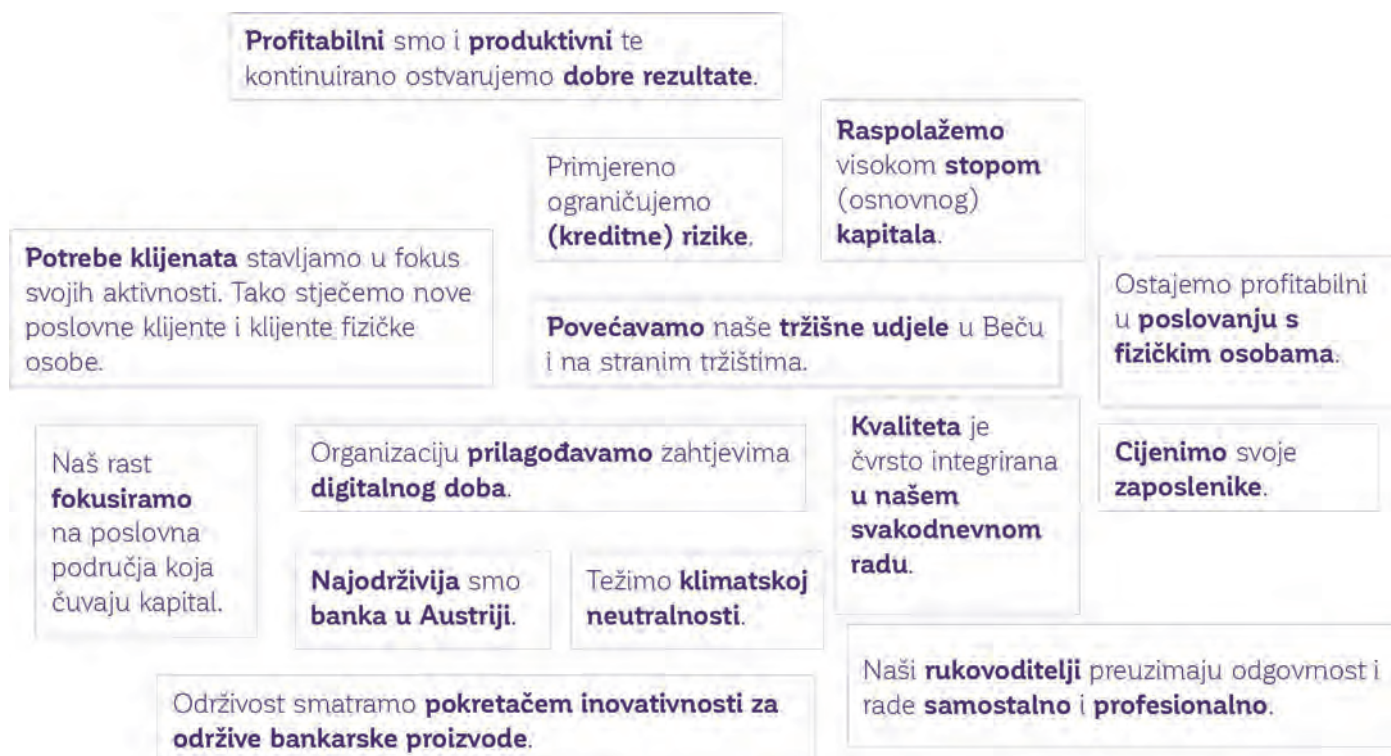 Profitabilni smo i produktivni te
kontinuirano ostvarujemo dobre rezultate.
Primjereno
ograničujemo
(kreditne) rizike.
Raspolažemo
visokom stopom
(osnovnog)
kapitala.
Potrebe klijenata stavljamo u fokus
svojih aktivnosti. Tako stječemo nove
poslovne klijente i klijente fizičke
osobe.
Povećavamo naše tržišne udjele u Beču
i na stranim tržištima.
Ostajemo profitabilni
u poslovanju s
fizičkim osobama.
Naš rast
fokusiramo
na poslovna
područja koja
čuvaju kapital.
Organizaciju prilagođavamo zahtjevima
digitalnog doba.
Kvaliteta je
čvrsto integrirana
u našem
svakodnevnom
radu.
Cijenimo svoje
zaposlenike.
Najodrživija smo
banka u Austriji.
Težimo klimatskoj
neutralnosti.
Naši rukovoditelji preuzimaju odgovmost i
rade samostalno i profesionalno.
Održivost smatramo pokretačem inovativnosti za
održive bankarske proizvode.